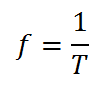 f = 1/T